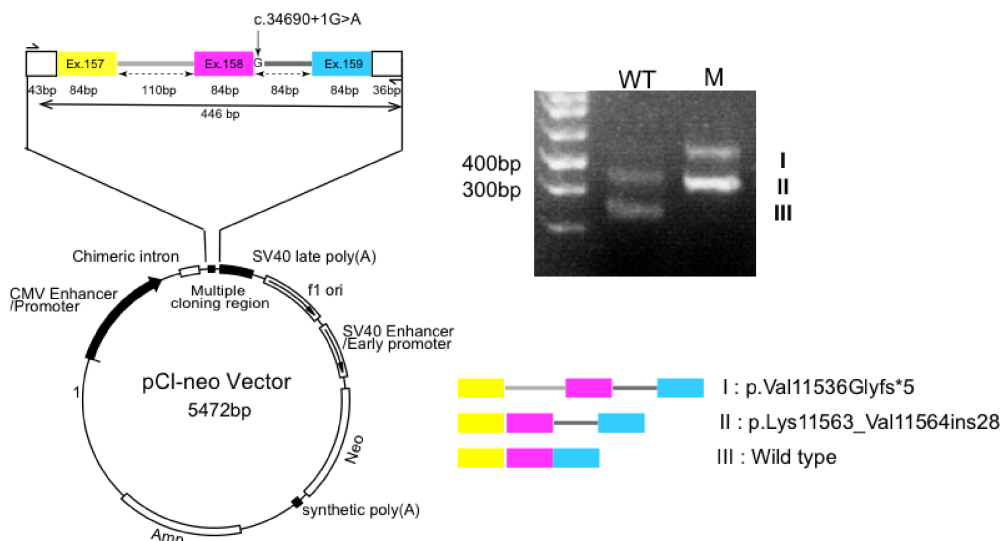 c.34690+1G>A
Ex.157
Ex.158
G
Ex.159
43bp
84bp
110bp
84bp
84bp
84bp
36bp
446 bp
WT
M
400bp
300bp
I
II
III
Chimeric intron
SV40 late poly(A)
CMV Enhancer
/Promoter
Multiple
cloning region
f1 ori
SV40 Enhancer
/Early promoter
1
pCI-neo Vector
5472bp
Neo
synthetic poly(A)
Amp
I : p.Val11536Glyfs*5
II : p.Lys11563_Val11564ins28
III : Wild type